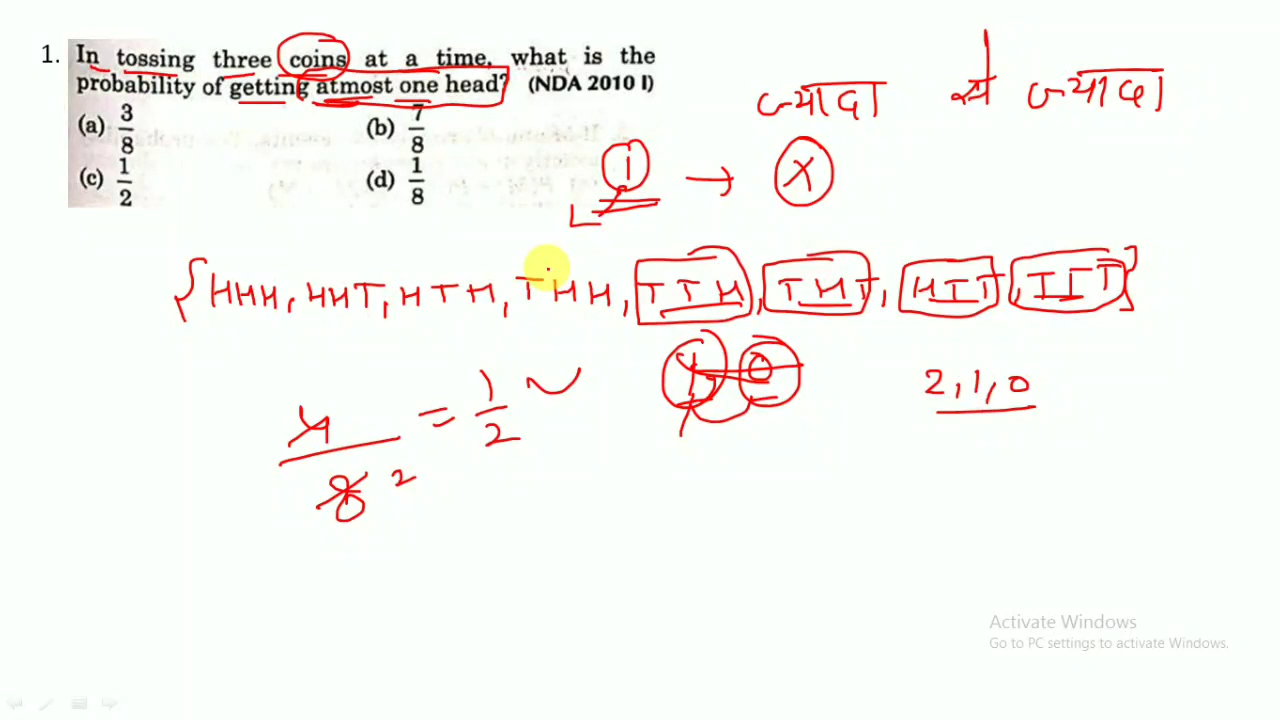 1. In tossing three coins at a time, what is the
probability of getting atmost one head? (NDA 2010 I)
(a) 3/8 (b) 7/8
(c) 1/2 (d) 1/8
ज्यादा से ज्यादा
1 → X
{HHH, HHT, HTH, THH, TTH, THT, HTT, TTT}
1 0 2, 1, 0
4/8 2 = 1/2
Activate Windows
Go to PC settings to activate Windows.